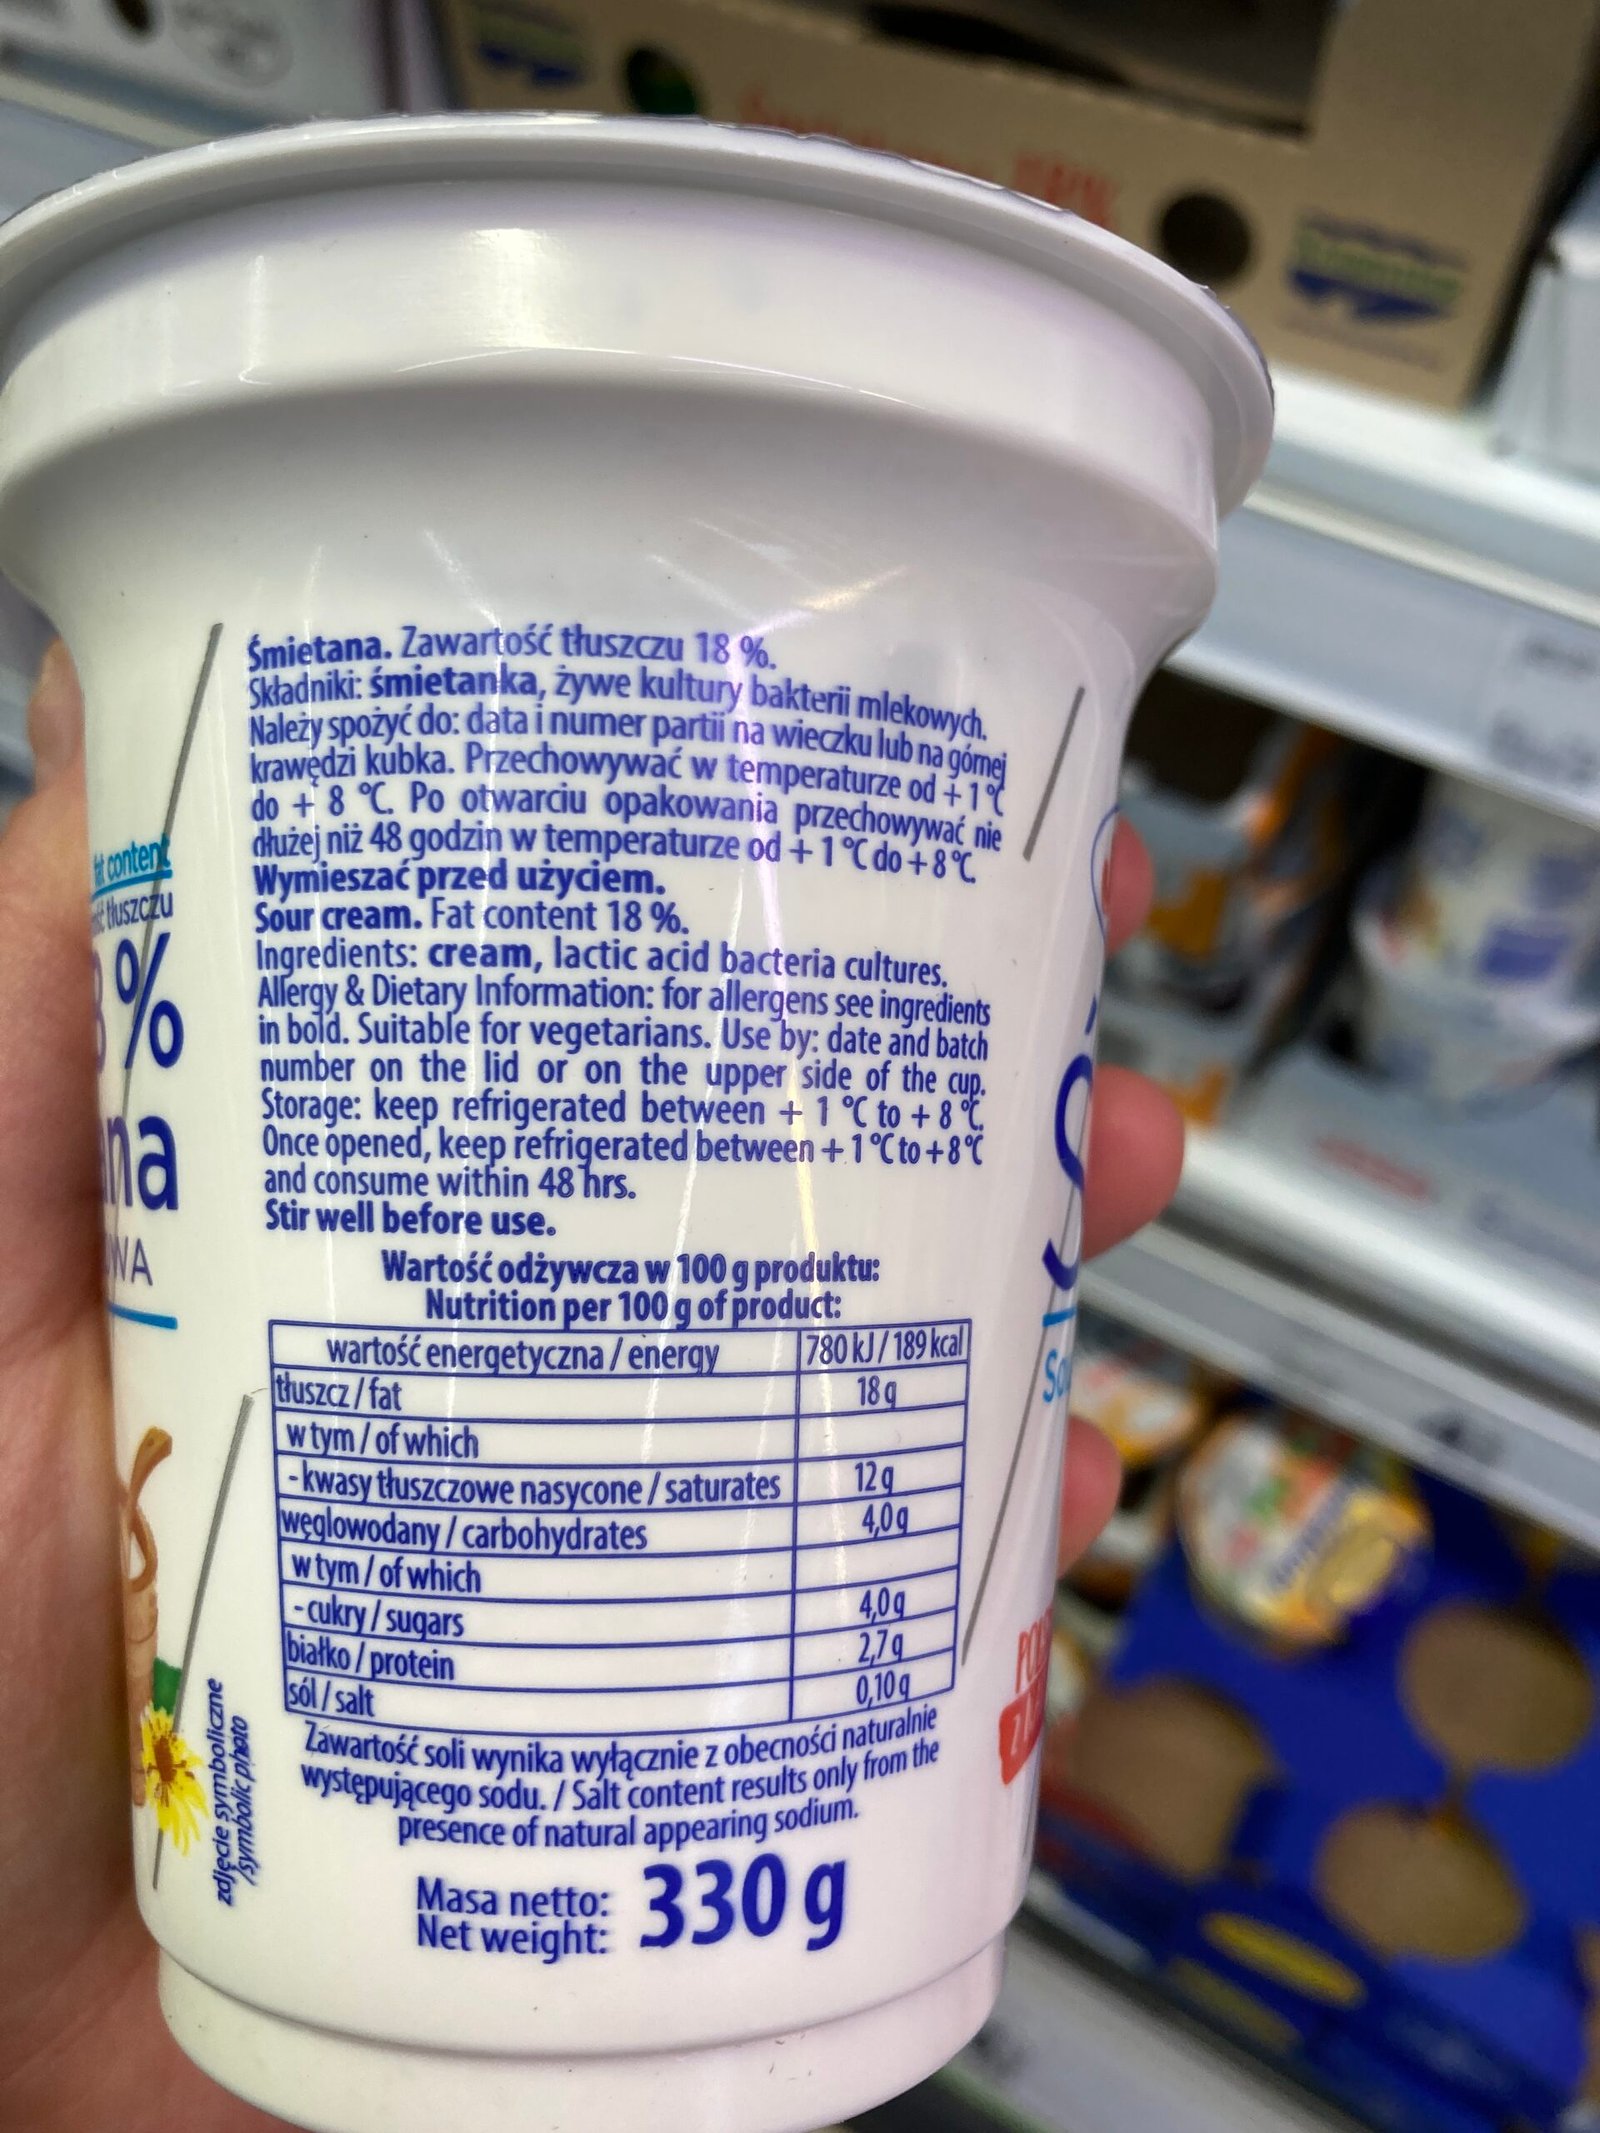 Śmietana. Zawartość tłuszczu 18 %.
Składniki: śmietanka, żywe kultury bakterii mlekowych.
Należy spożyć do: data i numer partii na wieczku lub na górnej
krawędzi kubka. Przechowywać w temperaturze od + 1 °C
do + 8 °C. Po otwarciu opakowania przechowywać nie
dłużej niż 48 godzin w temperaturze od + 1 °C do + 8 °C.
Wymieszać przed użyciem.
Sour cream. Fat content 18 %.
Ingredients: cream, lactic acid bacteria cultures.
Allergy & Dietary Information: for allergens see ingredients
in bold. Suitable for vegetarians. Use by: date and batch
number on the lid or on the upper side of the cup.
Storage: keep refrigerated between + 1 °C to + 8 °C.
Once opened, keep refrigerated between + 1 °C to + 8 °C
and consume within 48 hrs.
Stir well before use.
Wartość odżywcza w 100 g produktu:
Nutrition per 100 g of product:
wartość energetyczna / energy 780 kJ / 189 kcal
tłuszcz / fat 18 g
w tym / of which
- kwasy tłuszczowe nasycone / saturates 12 g
węglowodany / carbohydrates 4,0 g
w tym / of which
- cukry / sugars 4,0 g
białko / protein 2,7 g
sól / salt 0,10 g
Zawartość soli wynika wyłącznie z obecności naturalnie
występującego sodu. / Salt content results only from the
presence of natural appearing sodium.
Masa netto: 330 g
Net weight:
content
tłuszczu
%
na
WA
zdjęcie symboliczne
/symbolic photo